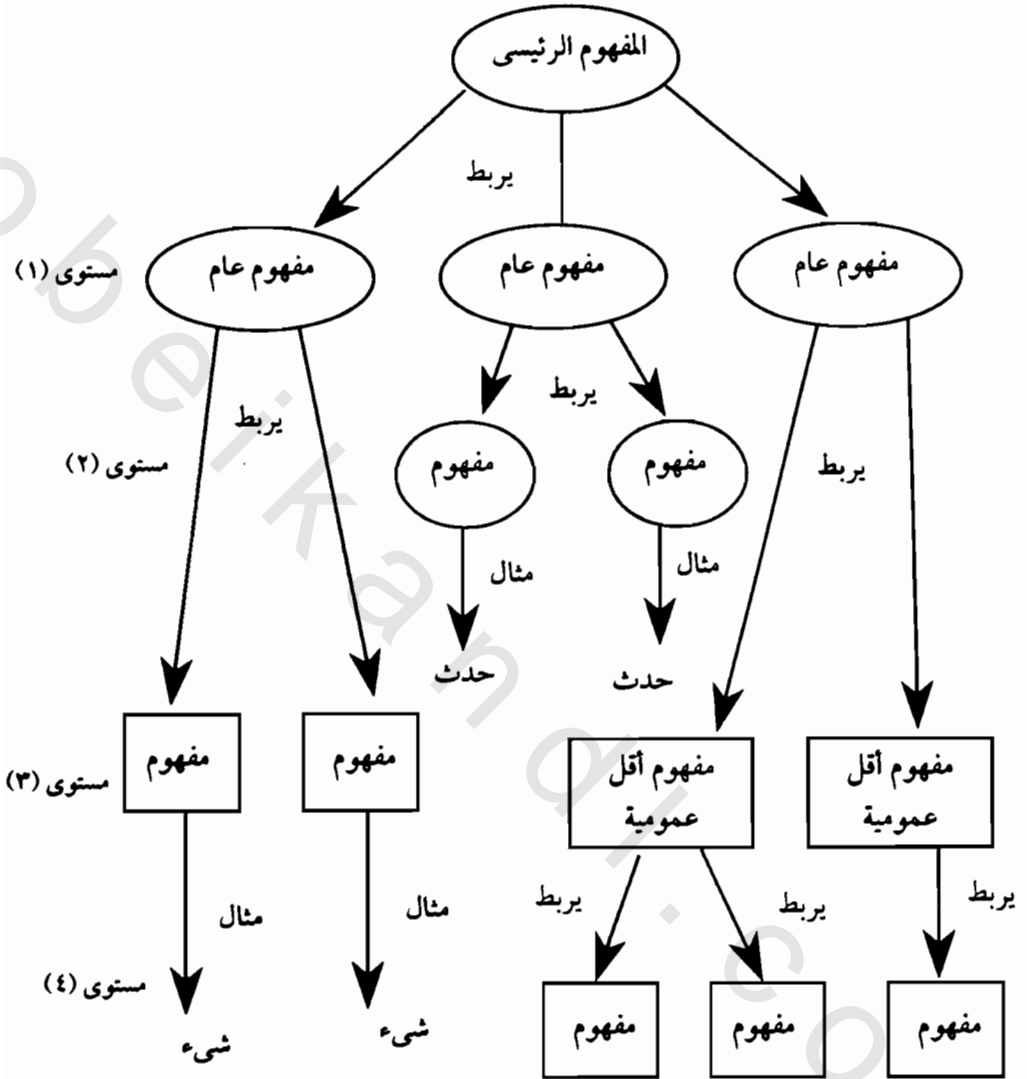 المفهوم الرئيسى
يربط
مستوى (١)
مفهوم عام
مفهوم عام
مفهوم عام
يربط
يربط
يربط
مستوى (٢)
مفهوم
مفهوم
مثال
مثال
حدث
حدث
مستوى (٣)
مفهوم
مفهوم
مفهوم أقل
عمومية
مفهوم أقل
عمومية
مثال
مثال
يربط
يربط
يربط
مستوى (٤)
شىء
شىء
مفهوم
مفهوم
مفهوم
obeikandl.co